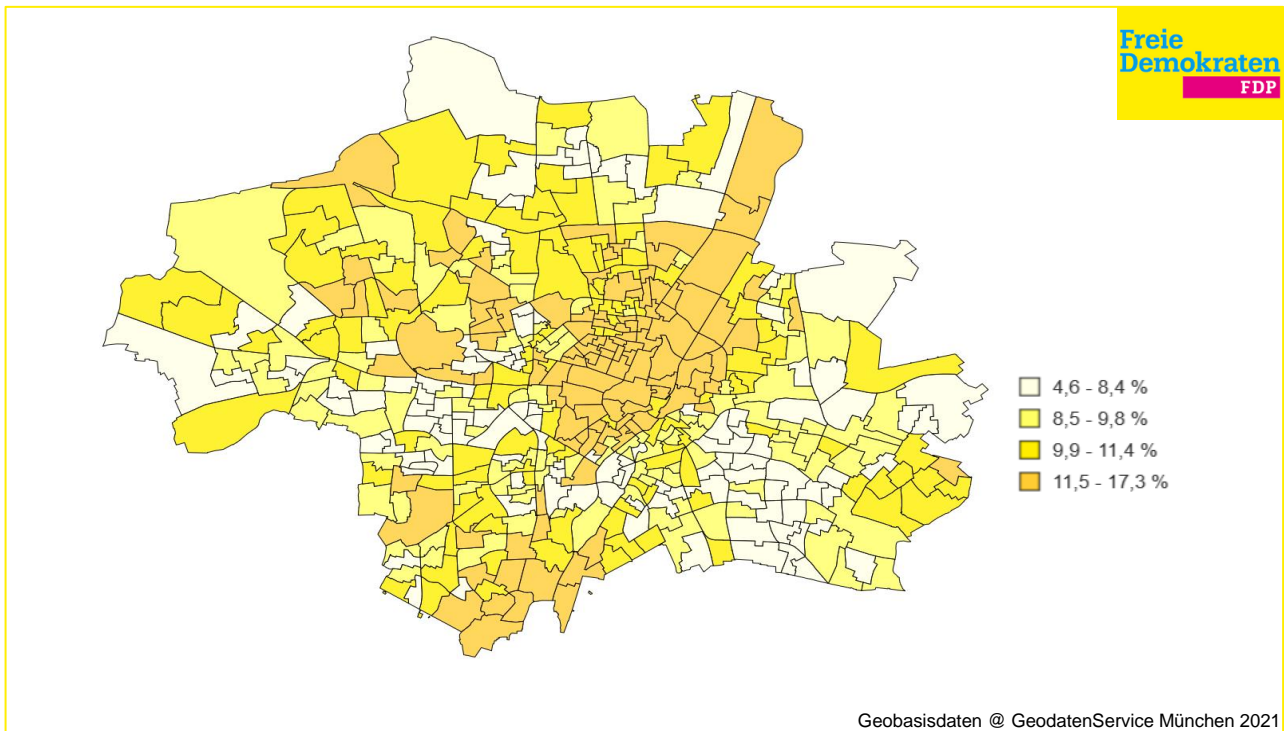 Freie
Demokraten
FDP
4,6 - 8,4 %
8,5 - 9,8 %
9,9 - 11,4 %
11,5 - 17,3 %
Geobasisdaten @ GeodatenService München 2021